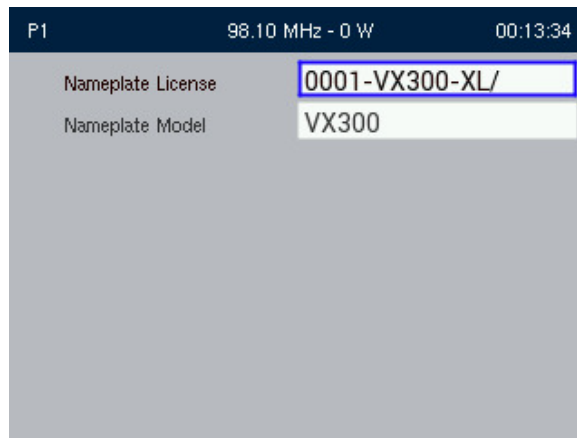 P1 98.10 MHz - 0 W 00:13:34
Nameplate License 0001-VX300-XL/
Nameplate Model VX300